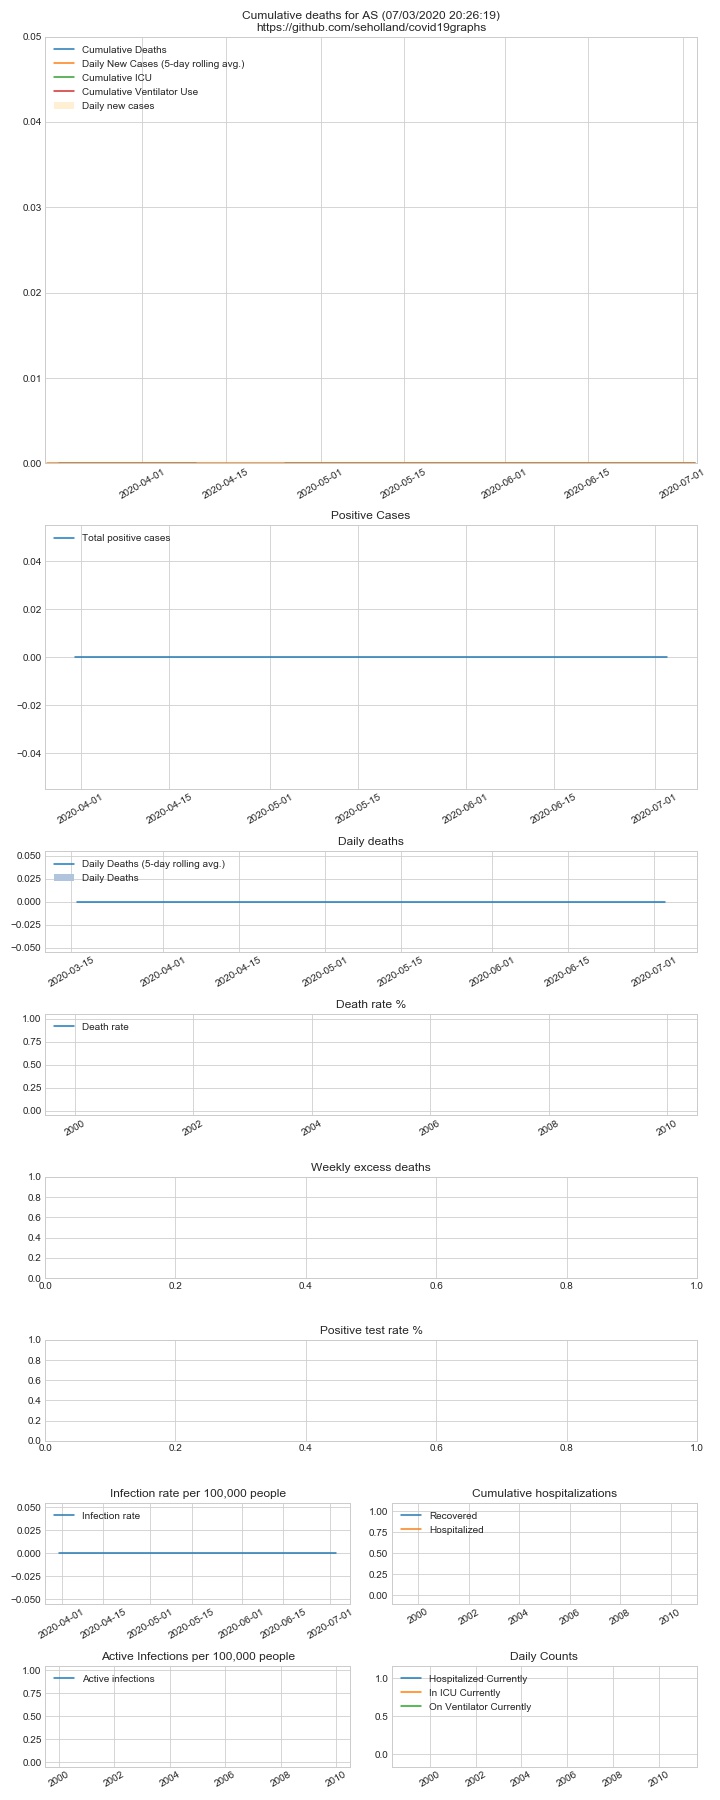 Cumulative deaths for AS (07/03/2020 20:26:19)
https://github.com/seholland/covid19graphs
0.05
0.04
0.03
0.02
0.01
0.00
Cumulative Deaths
Daily New Cases (5-day rolling avg.)
Cumulative ICU
Cumulative Ventilator Use
Daily new cases
2020-04-01 2020-04-15 2020-05-01 2020-05-15 2020-06-01 2020-06-15 2020-07-01
Positive Cases
Total positive cases
0.04
0.02
0.00
−0.02
−0.04
2020-04-01 2020-04-15 2020-05-01 2020-05-15 2020-06-01 2020-06-15 2020-07-01
Daily deaths
0.050
0.025
0.000
−0.025
−0.050
Daily Deaths (5-day rolling avg.)
Daily Deaths
2020-03-15 2020-04-01 2020-04-15 2020-05-01 2020-05-15 2020-06-01 2020-06-15 2020-07-01
Death rate %
1.00
0.75
0.50
0.25
0.00
Death rate
2000 2002 2004 2006 2008 2010
Weekly excess deaths
1.0
0.8
0.6
0.4
0.2
0.0
0.0 0.2 0.4 0.6 0.8 1.0
Positive test rate %
1.0
0.8
0.6
0.4
0.2
0.0
0.0 0.2 0.4 0.6 0.8 1.0
Infection rate per 100,000 people
0.050
0.025
0.000
−0.025
−0.050
Infection rate
2020-04-01 2020-04-15 2020-05-01 2020-05-15 2020-06-01 2020-06-15 2020-07-01
Cumulative hospitalizations
1.00
0.75
0.50
0.25
0.00
Recovered
Hospitalized
2000 2002 2004 2006 2008 2010
Active Infections per 100,000 people
1.00
0.75
0.50
0.25
0.00
Active infections
2000 2002 2004 2006 2008 2010
Daily Counts
1.0
0.5
0.0
Hospitalized Currently
In ICU Currently
On Ventilator Currently
2000 2002 2004 2006 2008 2010